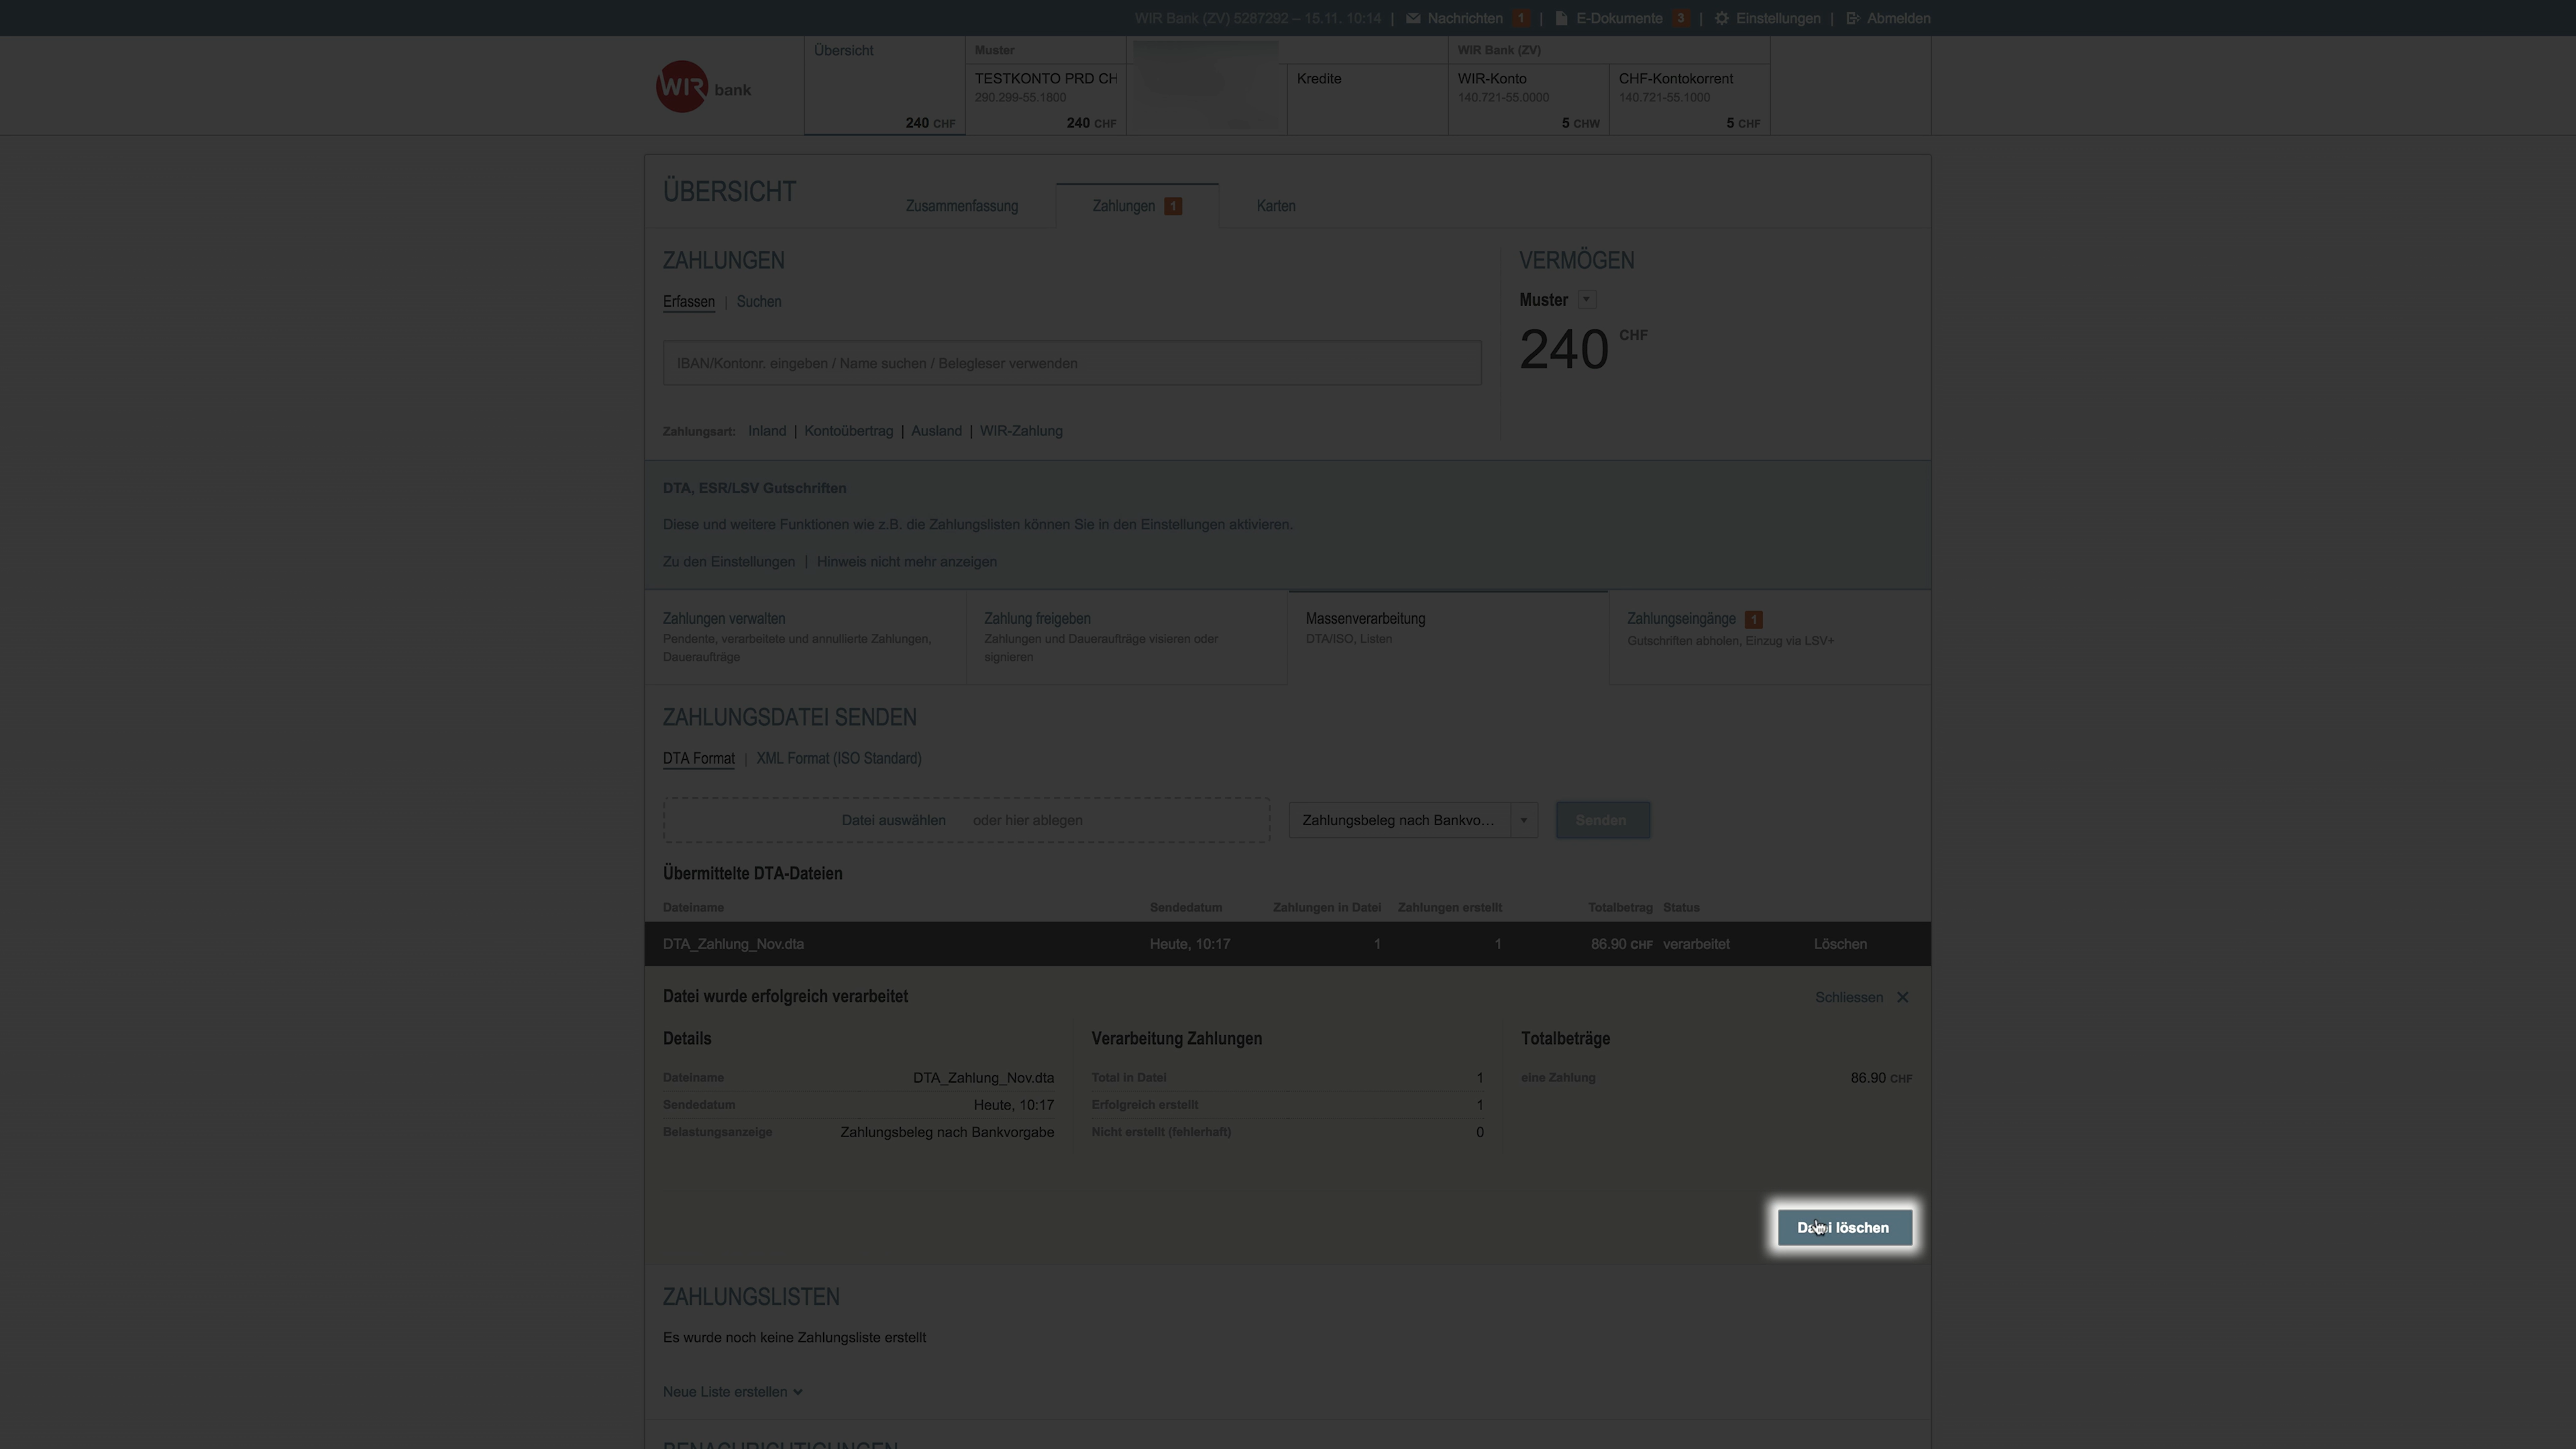 WIR Bank (ZV) 5287292 – 15.11. 10:14 | Nachrichten 1 | E-Dokumente 3 | Einstellungen | Abmelden
WIR bank
Übersicht
240 CHF
Muster
TESTKONTO PRD CH
290.299-55.1800
240 CHF
Kredite
WIR Bank (ZV)
WIR-Konto
140.721-55.0000
5 CHW
CHF-Kontokorrent
140.721-55.1000
5 CHF
ÜBERSICHT
Zusammenfassung
Zahlungen 1
Karten
ZAHLUNGEN
Erfassen | Suchen
IBAN/Kontonr. eingeben / Name suchen / Belegleser verwenden
Zahlungsart: Inland | Kontoübertrag | Ausland | WIR-Zahlung
VERMÖGEN
Muster
240 CHF
DTA, ESR/LSV Gutschriften
Diese und weitere Funktionen wie z.B. die Zahlungslisten können Sie in den Einstellungen aktivieren.
Zu den Einstellungen | Hinweis nicht mehr anzeigen
Zahlungen verwalten
Pendente, verarbeitete und annullierte Zahlungen,
Daueraufträge
Zahlung freigeben
Zahlungen und Daueraufträge visieren oder
signieren
Massenverarbeitung
DTA/ISO, Listen
Zahlungseingänge 1
Gutschriften abholen, Einzug via LSV+
ZAHLUNGSDATEI SENDEN
DTA Format | XML Format (ISO Standard)
Datei auswählen oder hier ablegen
Zahlungsbeleg nach Bankvo...
Senden
Übermittelte DTA-Dateien
Dateiname Sendedatum Zahlungen in Datei Zahlungen erstellt Totalbetrag Status
DTA_Zahlung_Nov.dta Heute, 10:17 1 1 86.90 CHF verarbeitet Löschen
Datei wurde erfolgreich verarbeitet
Schliessen
Details
Dateiname DTA_Zahlung_Nov.dta
Sendedatum Heute, 10:17
Belastungsanzeige Zahlungsbeleg nach Bankvorgabe
Verarbeitung Zahlungen
Total in Datei 1
Erfolgreich erstellt 1
Nicht erstellt (fehlerhaft) 0
Totalbeträge
eine Zahlung 86.90 CHF
Datei löschen
ZAHLUNGSLISTEN
Es wurde noch keine Zahlungsliste erstellt
Neue Liste erstellen
BENACHRICHTIGUNGEN